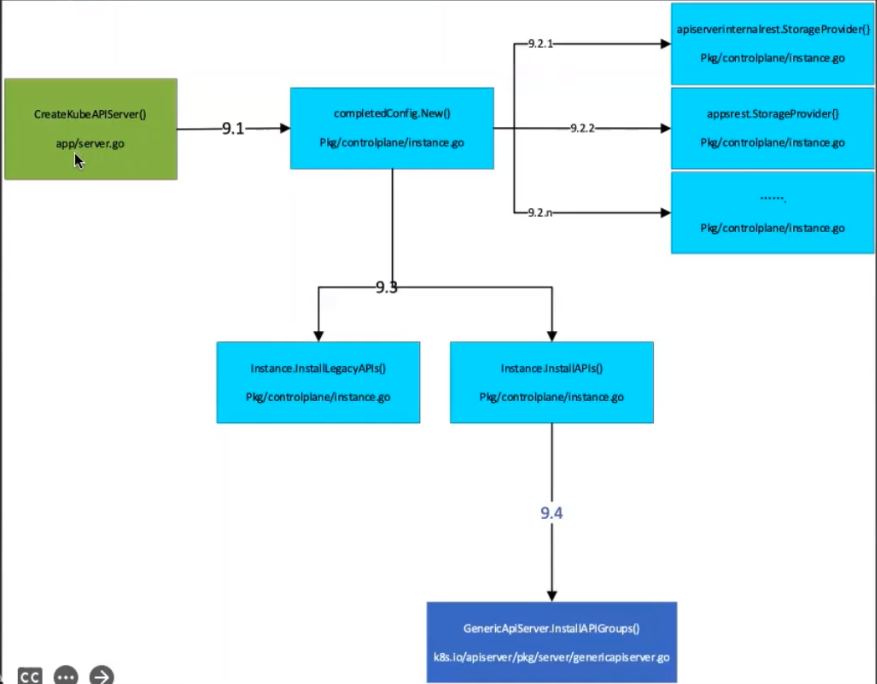 CreateKubeAPIServer()
app/server.go
9.1
completedConfig.New()
Pkg/controlplane/instance.go
9.2.1
apiserverinternalrest.StorageProvider{}
Pkg/controlplane/instance.go
9.2.2
appsrest.StorageProvider{}
Pkg/controlplane/instance.go
9.2.n
…….
Pkg/controlplane/instance.go
9.3
Instance.InstallLegacyAPIs()
Pkg/controlplane/instance.go
Instance.InstallAPIs()
Pkg/controlplane/instance.go
9.4
GenericApiServer.InstallAPIGroups()
k8s.io/apiserver/pkg/server/genericapiserver.go
CC